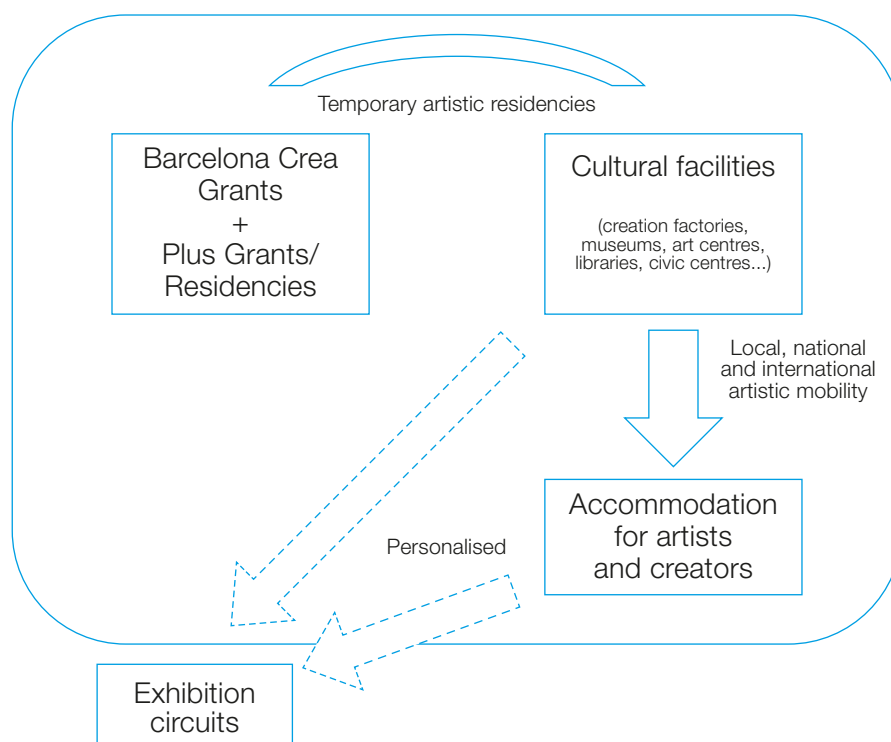 Temporary artistic residencies
Barcelona Crea
Grants
+
Plus Grants/
Residencies
Cultural facilities
(creation factories,
museums, art centres,
libraries, civic centres...)
Local, national
and international
artistic mobility
Accommodation
for artists
and creators
Personalised
Exhibition
circuits